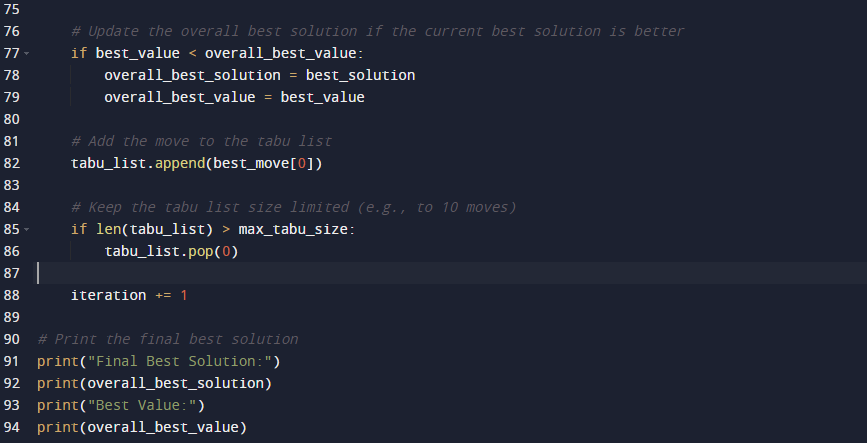 75
76 # Update the overall best solution if the current best solution is better
77 if best_value < overall_best_value:
78 overall_best_solution = best_solution
79 overall_best_value = best_value
80
81 # Add the move to the tabu list
82 tabu_list.append(best_move[0])
83
84 # Keep the tabu list size limited (e.g., to 10 moves)
85 if len(tabu_list) > max_tabu_size:
86 tabu_list.pop(0)
87
88 iteration += 1
89
90 # Print the final best solution
91 print("Final Best Solution:")
92 print(overall_best_solution)
93 print("Best Value:")
94 print(overall_best_value)